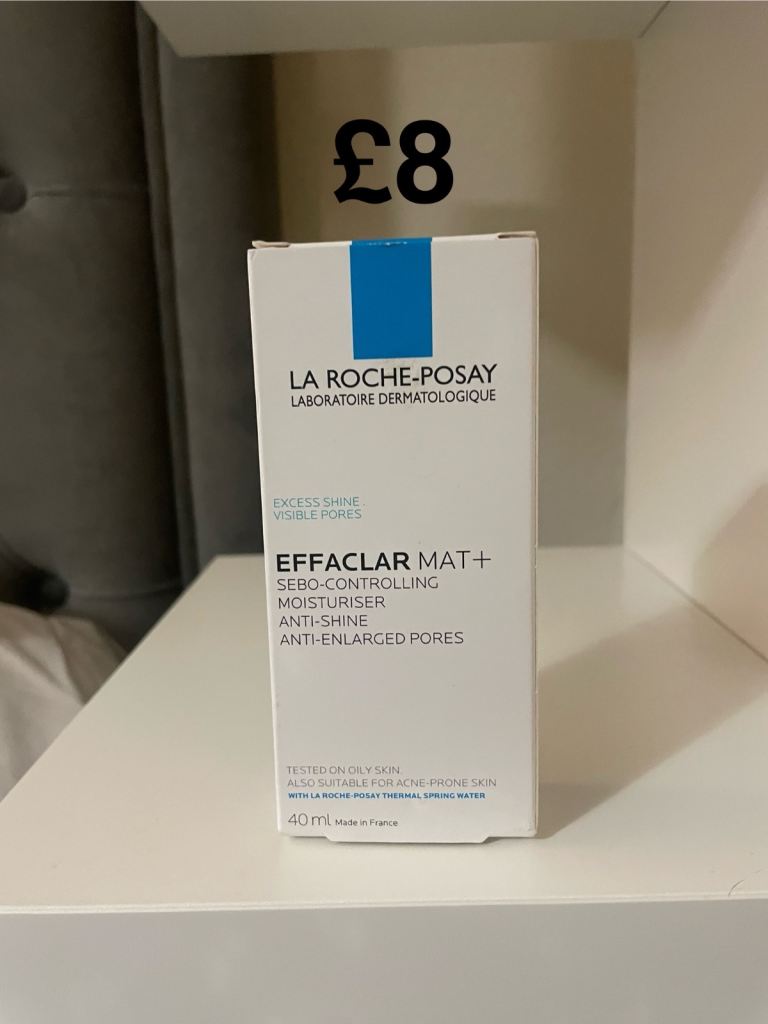 £8
LA ROCHE-POSAY
LABORATOIRE DERMATOLOGIQUE
EXCESS SHINE
VISIBLE PORES
EFFACLAR MAT+
SEBO-CONTROLLING
MOISTURISER
ANTI-SHINE
ANTI-ENLARGED PORES
TESTED ON OILY SKIN.
ALSO SUITABLE FOR ACNE-PRONE SKIN
WITH LA ROCHE-POSAY THERMAL SPRING WATER
40 ml Made in France